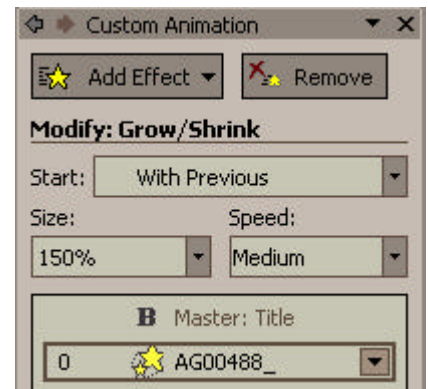 Custom Animation
Add Effect Remove
Modify: Grow/Shrink
Start: With Previous
Size: Speed:
150% Medium
B Master: Title
0 AG00488_